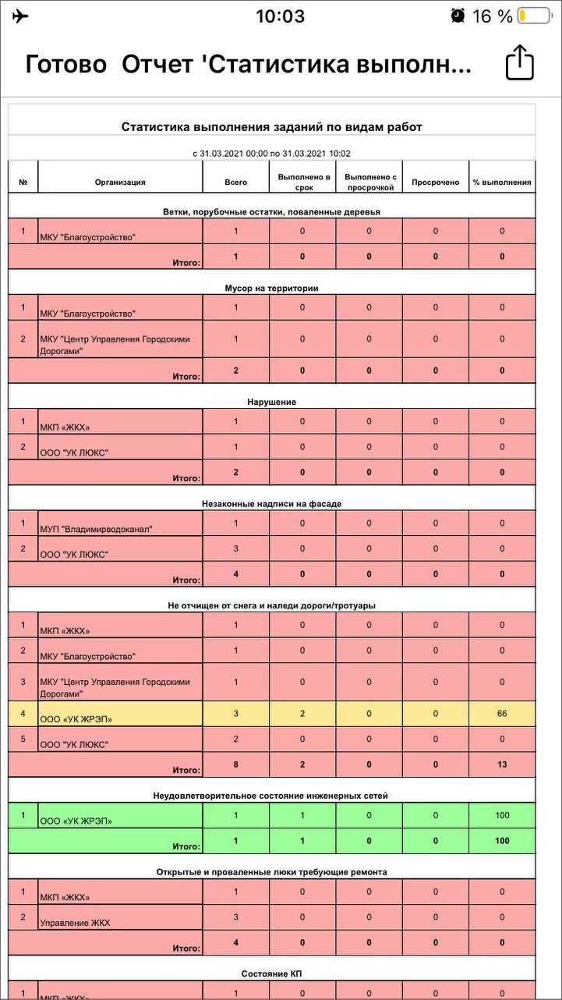 10:03
16 %
Готово Отчет 'Статистика выполн...
Статистика выполнения заданий по видам работ
с 31.03.2021 00:00 по 31.03.2021 10:02
№ Организация Всего Выполнено в срок Выполнено с просрочкой Просрочено % выполнения
Ветки, порубочные остатки, поваленные деревья
1 МКУ "Благоустройство" 1 0 0 0 0
Итого: 1 0 0 0 0
Мусор на территории
1 МКУ "Благоустройство" 1 0 0 0 0
2 МКУ "Центр Управления Городскими Дорогами" 1 0 0 0 0
Итого: 2 0 0 0 0
Нарушение
1 МКП «ЖКХ» 1 0 0 0 0
2 ООО "УК ЛЮКС" 1 0 0 0 0
Итого: 2 0 0 0 0
Незаконные надписи на фасаде
1 МУП "Владимирводоканал" 1 0 0 0 0
2 ООО "УК ЛЮКС" 3 0 0 0 0
Итого: 4 0 0 0 0
Не отчищен от снега и наледи дороги/тротуары
1 МКП «ЖКХ» 1 0 0 0 0
2 МКУ "Благоустройство" 1 0 0 0 0
3 МКУ "Центр Управления Городскими Дорогами" 1 0 0 0 0
4 ООО «УК ЖРЭП» 3 2 0 0 66
5 ООО "УК ЛЮКС" 2 0 0 0 0
Итого: 8 2 0 0 13
Неудовлетворительное состояние инженерных сетей
1 ООО «УК ЖРЭП» 1 1 0 0 100
Итого: 1 1 0 0 100
Открытые и проваленные люки требующие ремонта
1 МКП «ЖКХ» 1 0 0 0 0
2 Управление ЖКХ 3 0 0 0 0
Итого: 4 0 0 0 0
Состояние КП
1 МКП «ЖКХ» 1 0 0 0 0